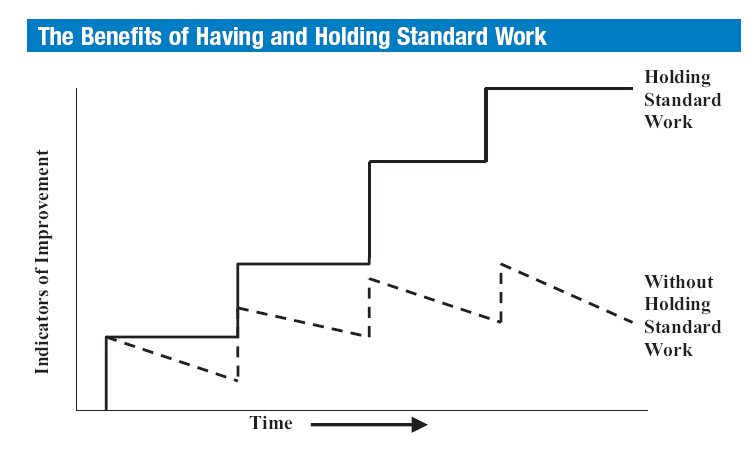 The Benefits of Having and Holding Standard Work
Holding
Standard
Work
Indicators of Improvement
Without
Holding
Standard
Work
Time